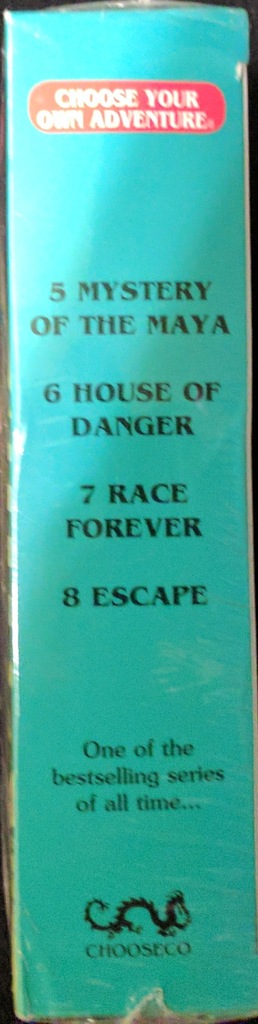 CHOOSE YOUR
OWN ADVENTURE®
5 MYSTERY
OF THE MAYA
6 HOUSE OF
DANGER
7 RACE
FOREVER
8 ESCAPE
One of the
bestselling series
of all time...
CHOOSECO